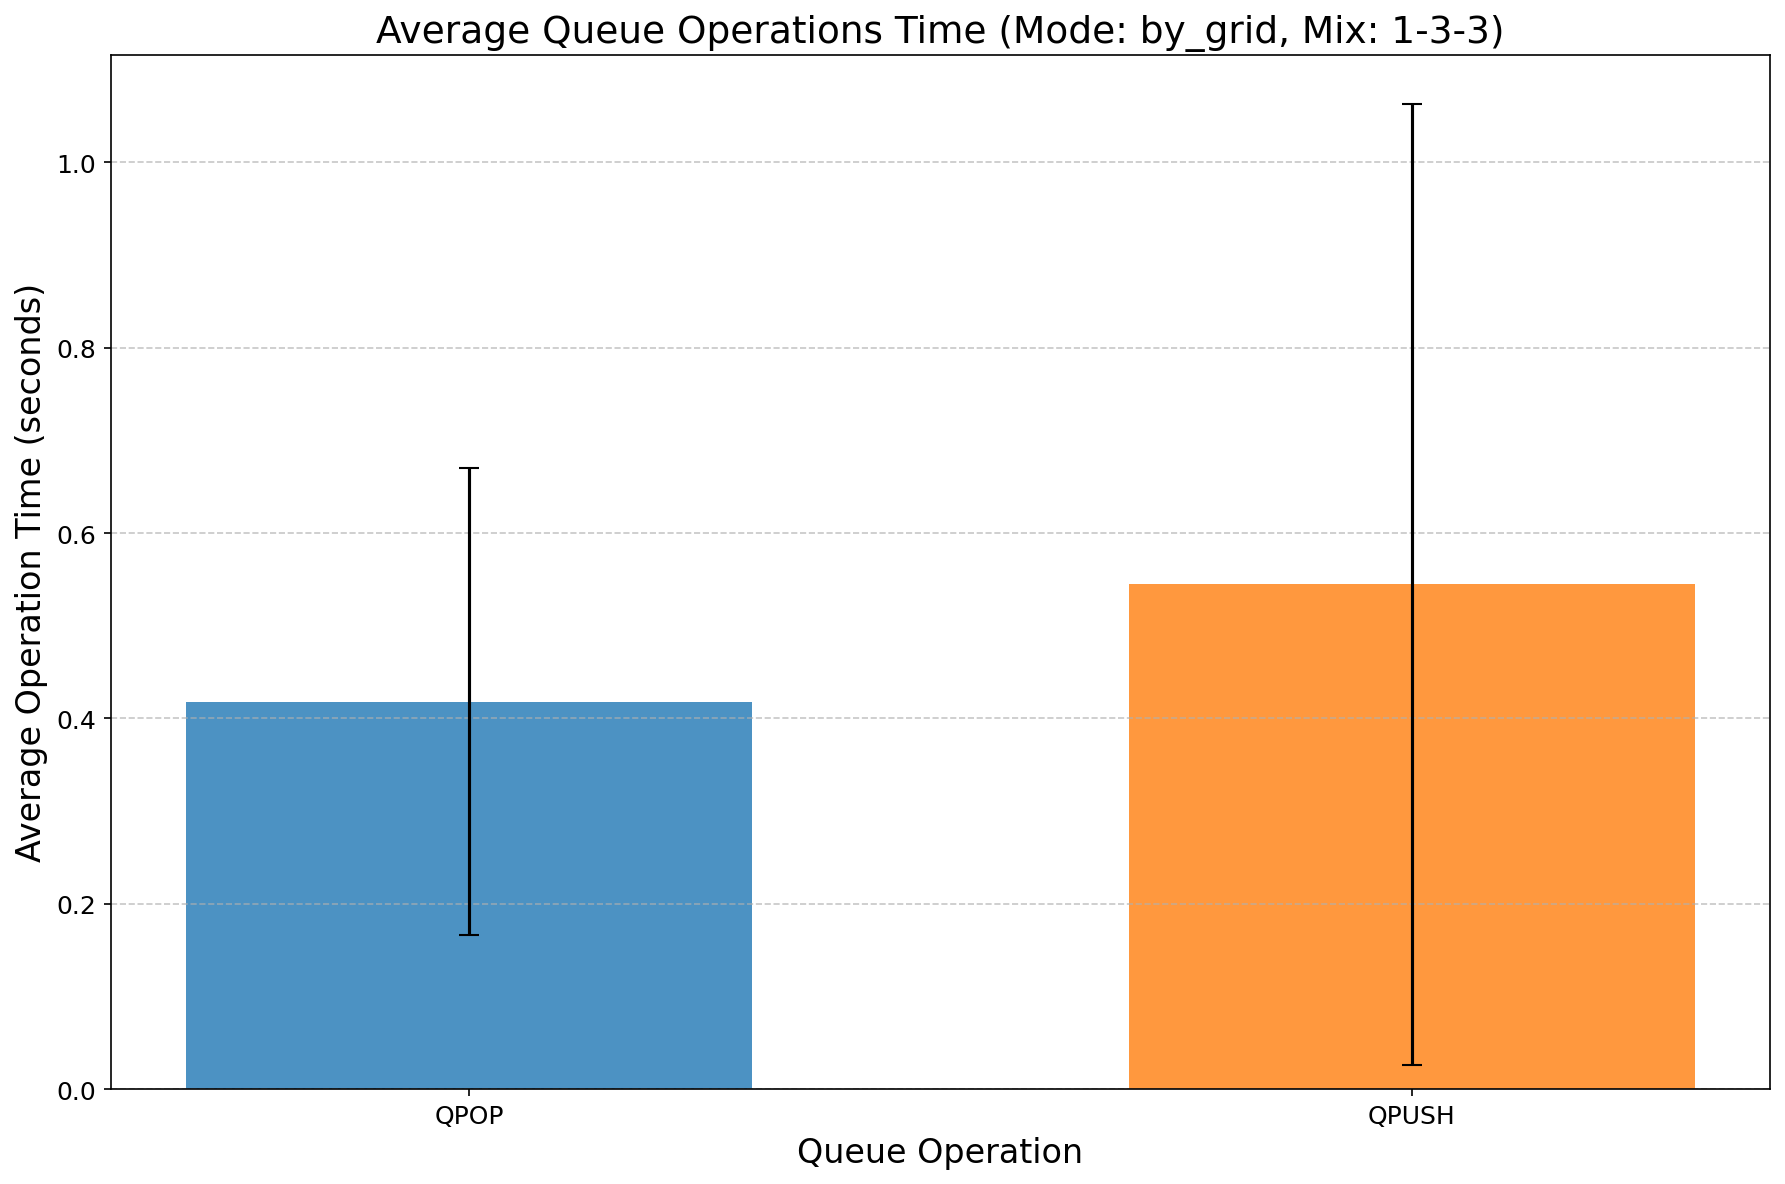 Average Queue Operations Time (Mode: by_grid, Mix: 1-3-3)
Average Operation Time (seconds)
1.0
0.8
0.6
0.4
0.2
0.0
QPOP
QPUSH
Queue Operation